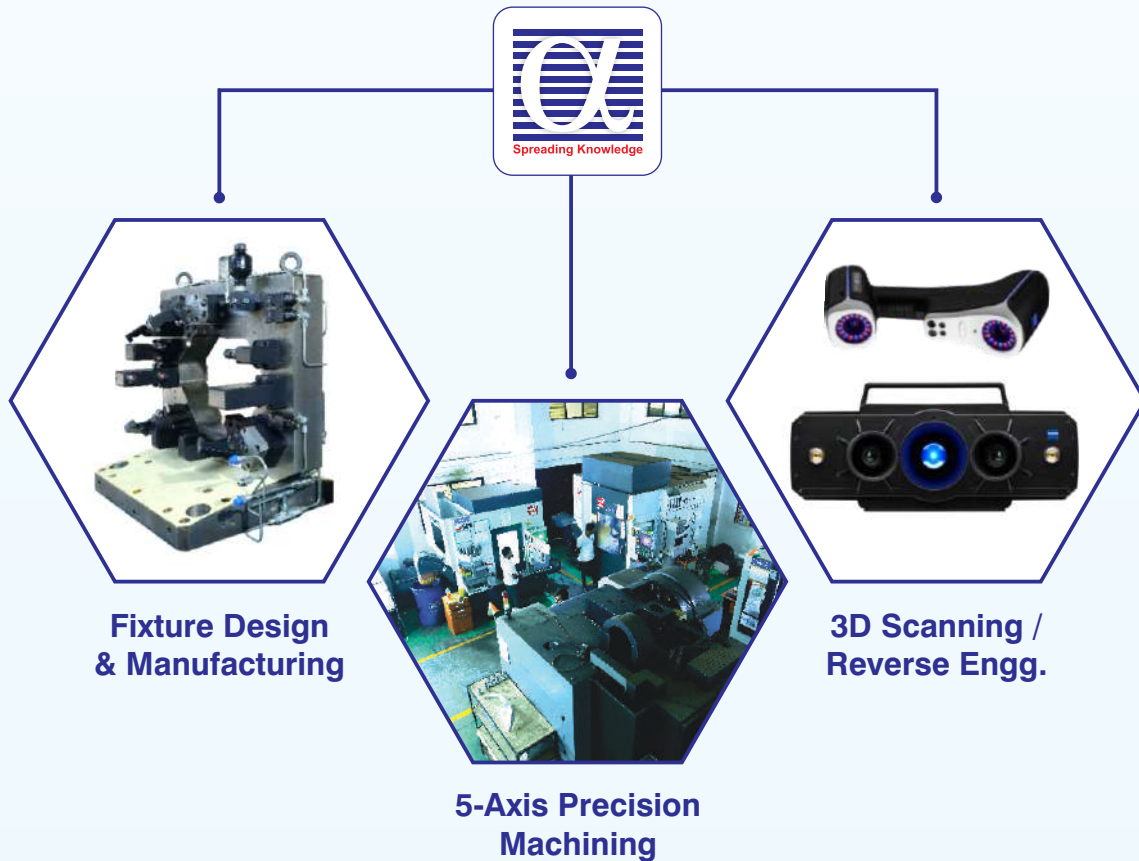 α
Spreading Knowledge
Fixture Design
& Manufacturing
3D Scanning /
Reverse Engg.
5-Axis Precision
Machining